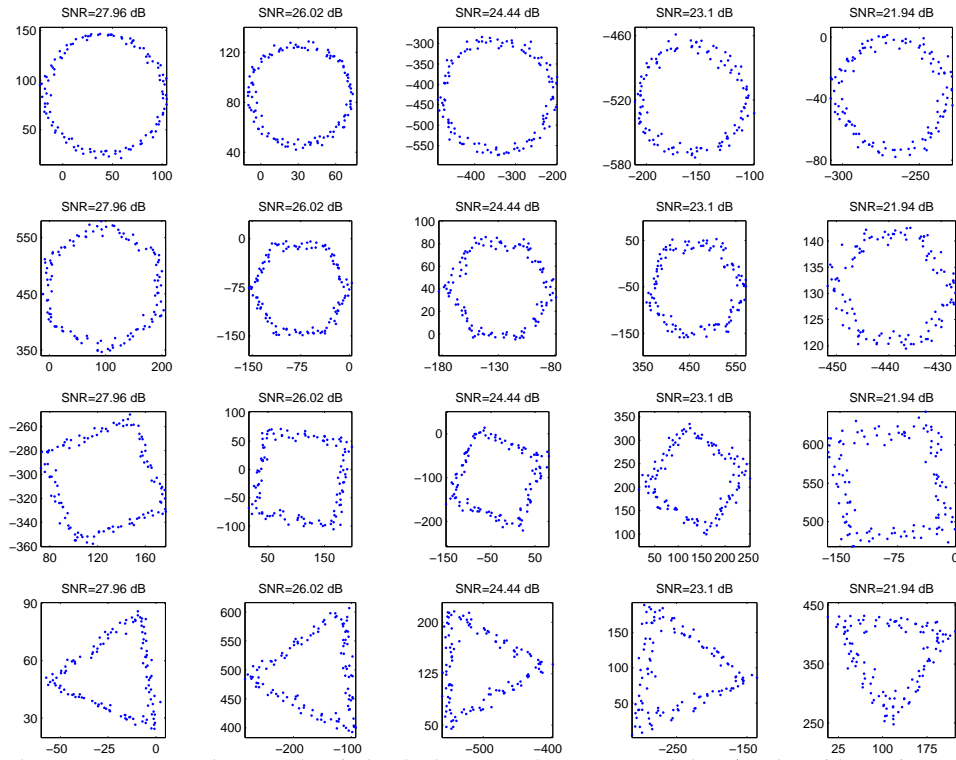 SNR=27.96 dB SNR=26.02 dB SNR=24.44 dB SNR=23.1 dB SNR=21.94 dB
150 100 50 0 50 100
120 80 40 0 30 60
−300 −350 −400 −450 −500 −550 −400 −300 −200
−460 −520 −580 −200 −150 −100
0 −40 −80 −300 −250
SNR=27.96 dB SNR=26.02 dB SNR=24.44 dB SNR=23.1 dB SNR=21.94 dB
550 450 350 0 100 200
0 −75 −150 −150 −75 0
100 80 60 40 20 0 −180 −130 −80
50 −50 −150 350 450 550
140 135 130 125 120 −450 −440 −430
SNR=27.96 dB SNR=26.02 dB SNR=24.44 dB SNR=23.1 dB SNR=21.94 dB
−260 −280 −300 −320 −340 −360 80 120 160
100 50 0 −50 −100 50 100 150
0 −100 −200 −150 −50 50
350 300 250 200 150 100 50 150 250
600 550 500 −150 −75 0
SNR=27.96 dB SNR=26.02 dB SNR=24.44 dB SNR=23.1 dB SNR=21.94 dB
90 60 30 −50 −25 0
600 550 500 450 400 −200 −100
200 125 50 −500 −400
150 100 50 −250 −150
450 350 250 25 100 175